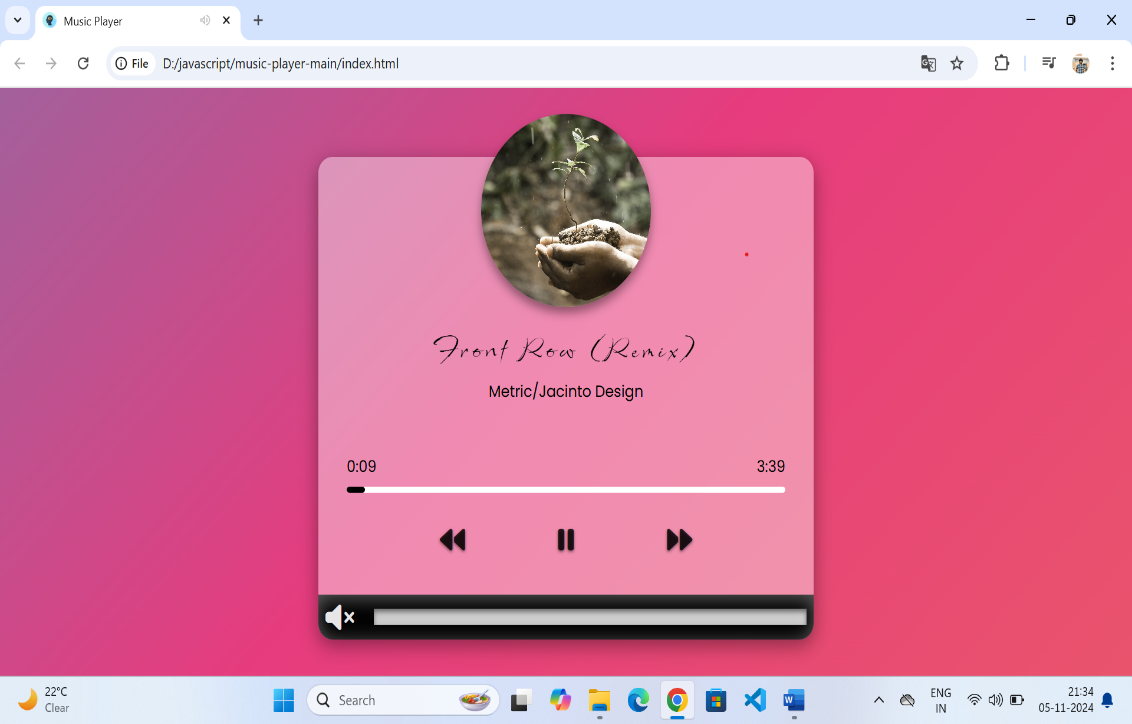 Music Player
File
D:/javascript/music-player-main/index.html
Front Row (Remix)
Metric/Jacinto Design
0:09
3:39
22°C
Clear
Search
ENG
IN
21:34
05-11-2024